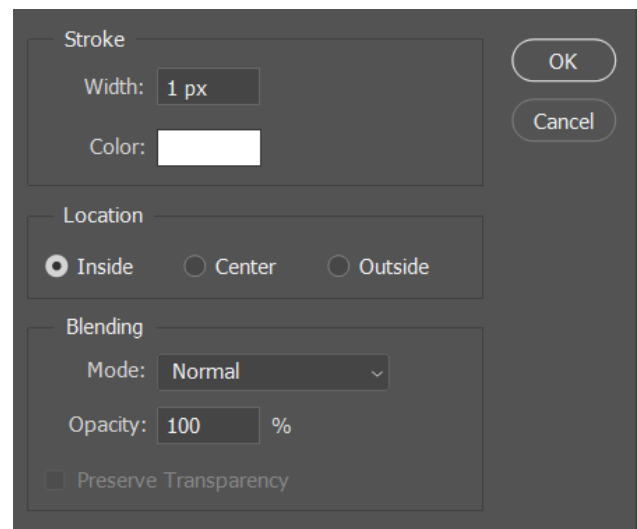 Stroke
Width: 1 px
Color:
OK
Cancel
Location
Inside Center Outside
Blending
Mode: Normal
Opacity: 100 %
Preserve Transparency